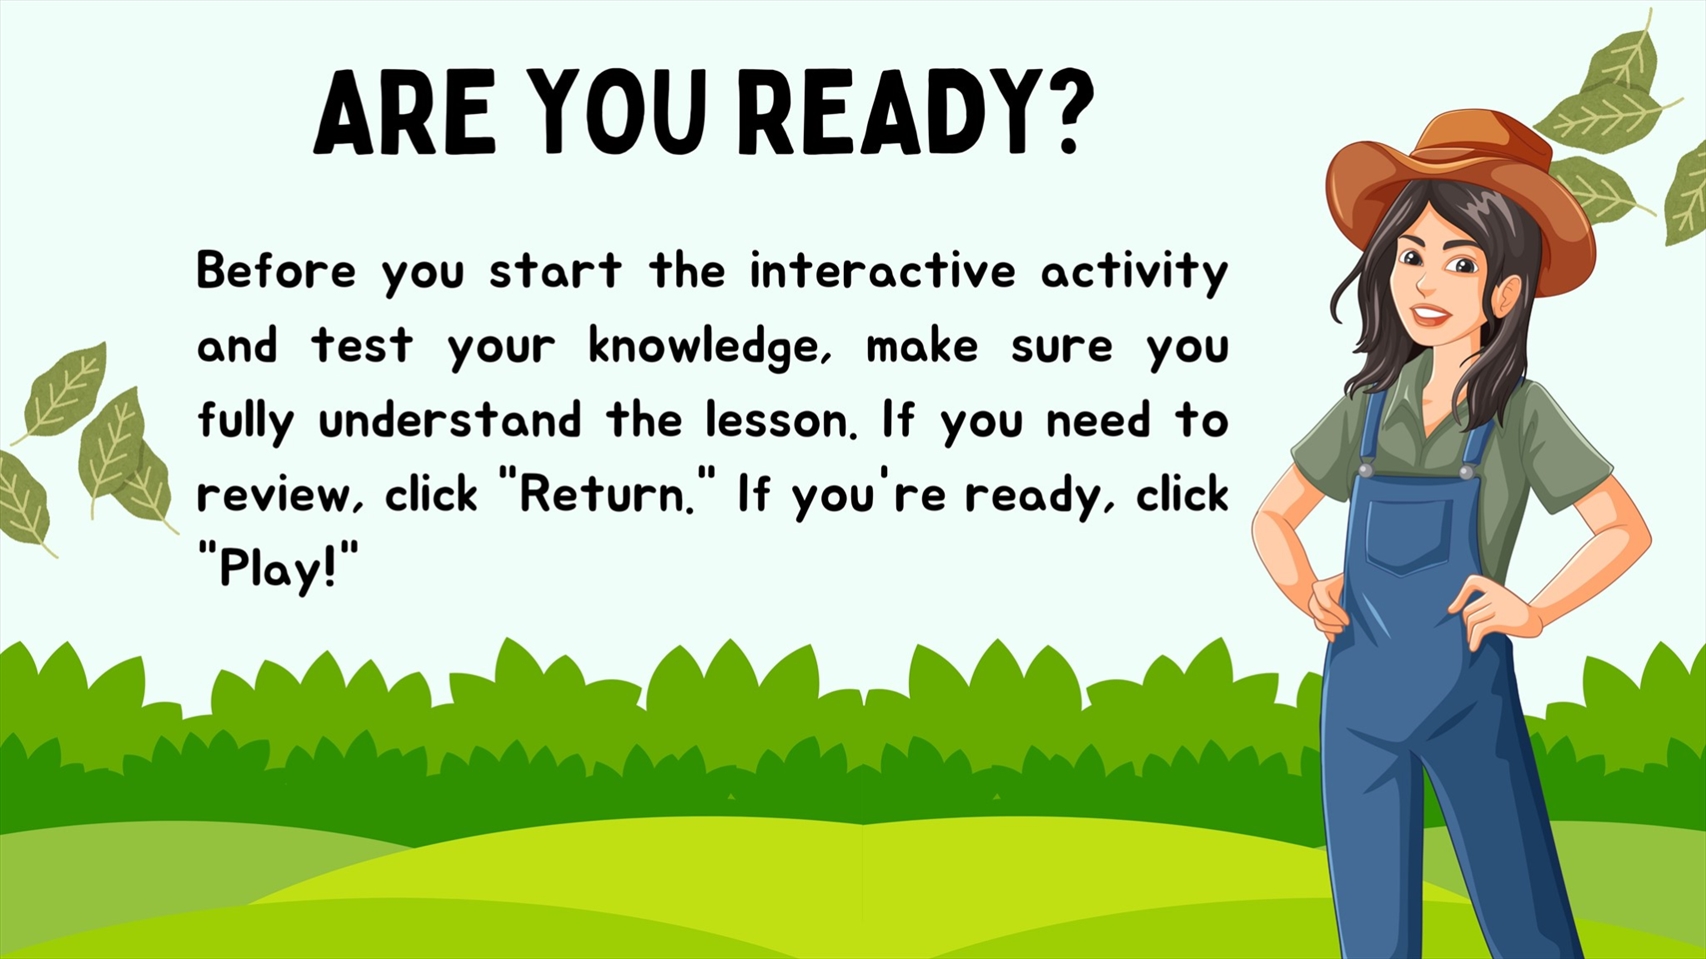 ARE YOU READY?
Before you start the interactive activity
and test your knowledge, make sure you
fully understand the lesson. If you need to
review, click "Return." If you're ready, click
"Play!"